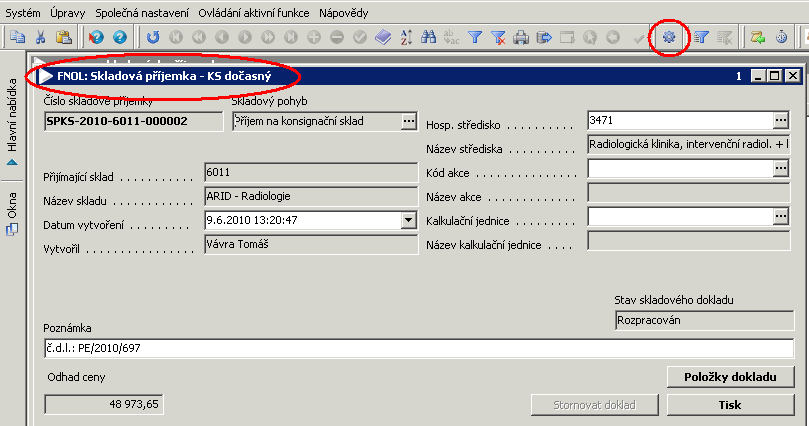 Systém Úpravy Společná nastavení Ovládání aktivní funkce Nápovědy
Hlavní nabídka
Okna
FNOL: Skladová příjemka - KS dočasný 1
Číslo skladové příjemky Skladový pohyb
SPKS-2010-6011-000002 Příjem na konsignační sklad ...
Hosp. středisko . . . . . . . . . . 3471 ...
Název střediska Radiologická klinika, intervenční radiol. + l
Přijímající sklad . . . . . . . . . . 6011
Kód akce . . . . . . . . . . . . . . . ...
Název skladu . . . . . . . . . . . ARID - Radiologie
Název akce . . . . . . . . . . . . .
Datum vytvoření . . . . . . . . . 9.6.2010 13:20:47
Kalkulační jednice . . . . . . . . ...
Vytvořil . . . . . . . . . . . . . . . Vávra Tomáš
Název kalkulační jednice . . . .
Stav skladového dokladu
Rozpracován
Poznámka
č.d.l.: PE/2010/697
Odhad ceny
48 973,65
Položky dokladu
Stornovat doklad Tisk